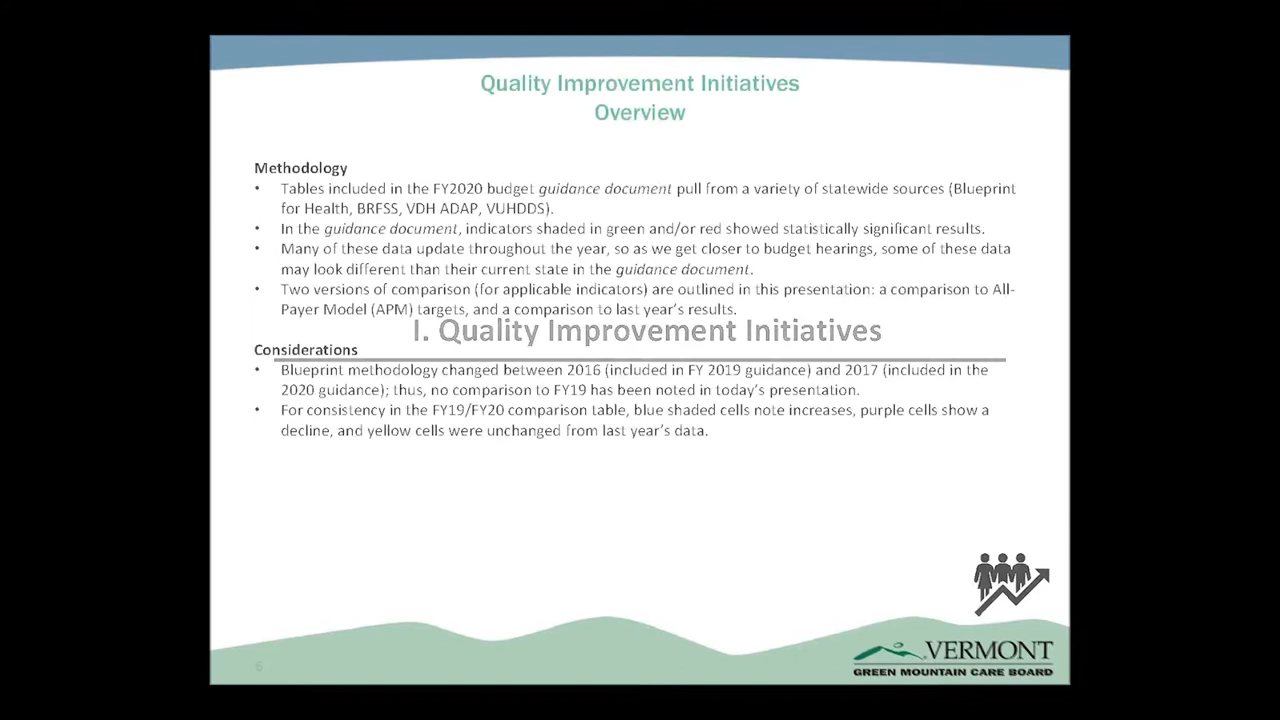 Quality Improvement Initiatives
Overview
Methodology
• Tables included in the FY2020 budget guidance document pull from a variety of statewide sources (Blueprint
for Health, BRFSS, VDH ADAP, VUHDDS).
• In the guidance document, indicators shaded in green and/or red showed statistically significant results.
• Many of these data update throughout the year, so as we get closer to budget hearings, some of these data
may look different than their current state in the guidance document.
• Two versions of comparison (for applicable indicators) are outlined in this presentation: a comparison to All-
Payer Model (APM) targets, and a comparison to last year's results.
I. Quality Improvement Initiatives
Considerations
• Blueprint methodology changed between 2016 (included in FY 2019 guidance) and 2017 (included in the
2020 guidance); thus, no comparison to FY19 has been noted in today's presentation.
• For consistency in the FY19/FY20 comparison table, blue shaded cells note increases, purple cells show a
decline, and yellow cells were unchanged from last year's data.
6
VERMONT
GREEN MOUNTAIN CARE BOARD